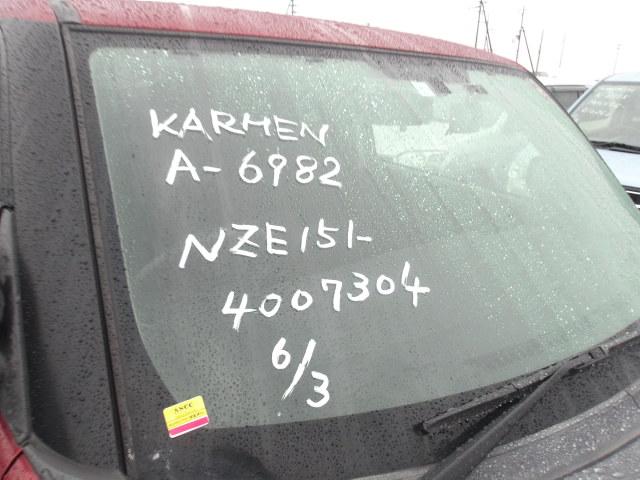 KARMEN
A-6982
NZE151-
4007304
6/3